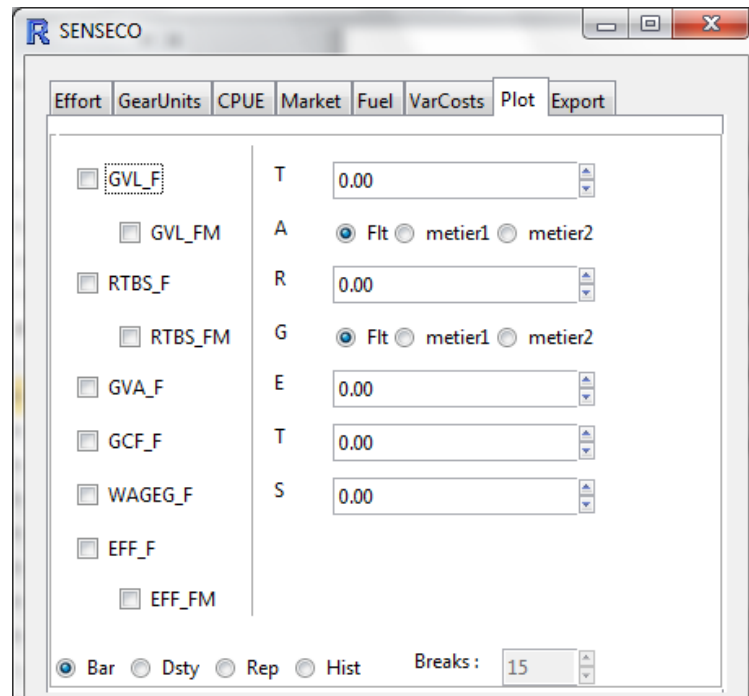 SENSECO
Effort GearUnits CPUE Market Fuel VarCosts Plot Export
GVL_F T 0.00
GVL_FM A Flt metier1 metier2
RTBS_F R 0.00
RTBS_FM G Flt metier1 metier2
GVA_F E 0.00
GCF_F T 0.00
WAGEG_F S 0.00
EFF_F
EFF_FM
Bar Dsty Rep Hist Breaks : 15